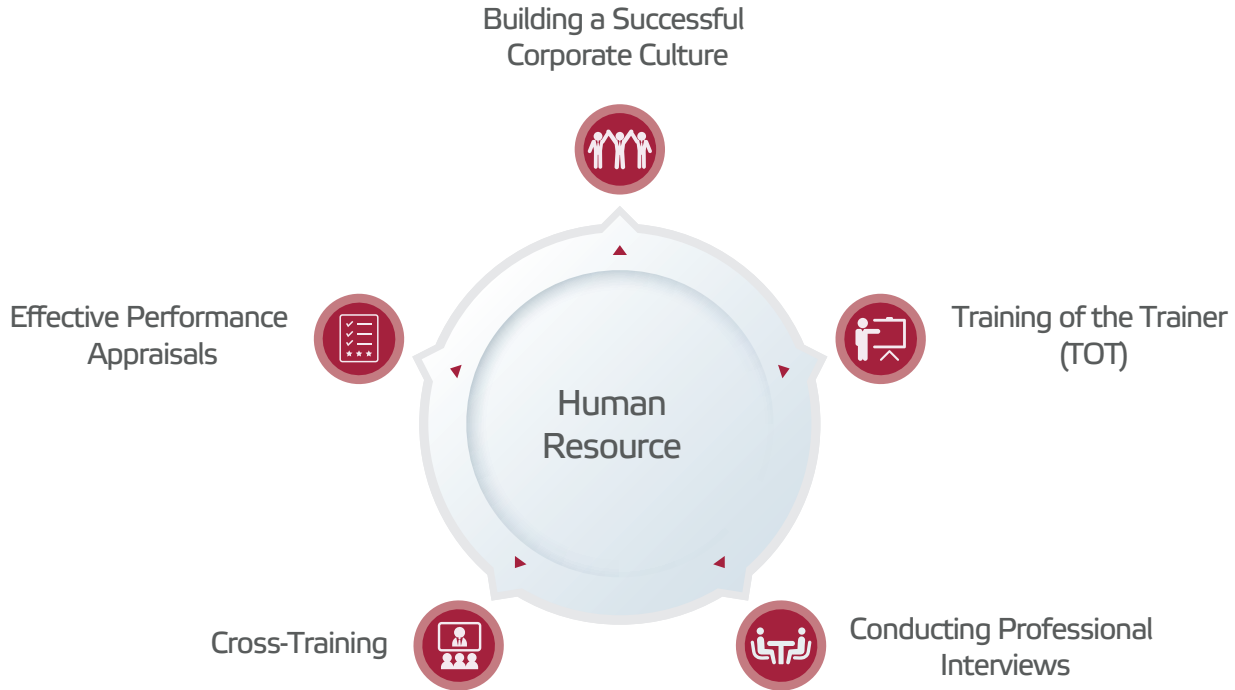 Building a Successful
Corporate Culture
Effective Performance
Appraisals
Training of the Trainer
(TOT)
Human
Resource
Cross-Training
Conducting Professional
Interviews